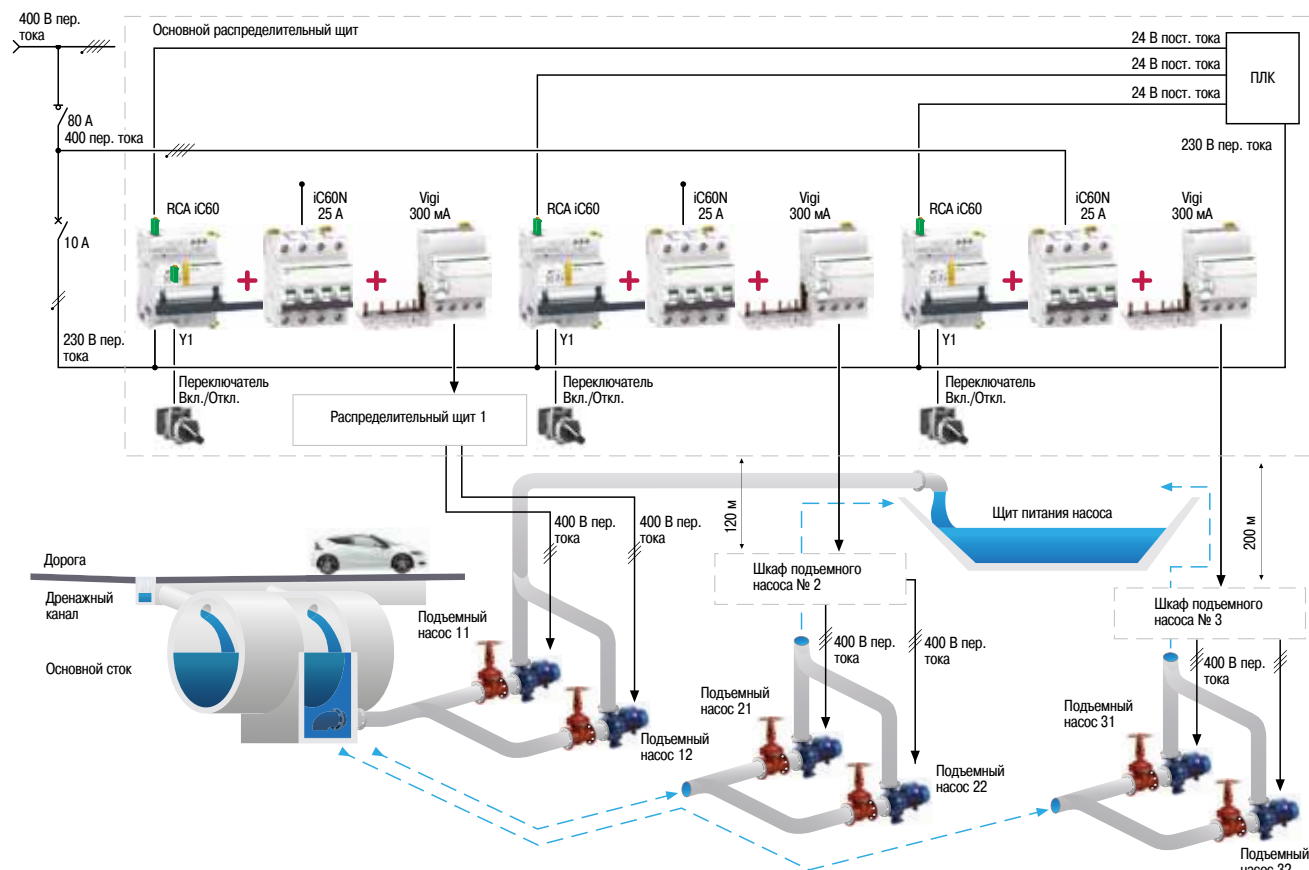 400 В пер.
тока
Основной распределительный щит
24 В пост. тока
24 В пост. тока
24 В пост. тока
ПЛК
80 А
400 пер. тока
230 В пер. тока
RCA iC60
iC60N
25 А
Vigi
300 мА
RCA iC60
iC60N
25 А
Vigi
300 мА
RCA iC60
iC60N
25 А
Vigi
300 мА
10 А
230 В пер.
тока
Y1
Y1
Y1
Переключатель
Вкл./Откл.
Переключатель
Вкл./Откл.
Переключатель
Вкл./Откл.
Распределительный щит 1
120 м
200 м
Щит питания насоса
400 В пер.
тока
400 В пер.
тока
Дорога
Дренажный
канал
Основной сток
Шкаф подъемного
насоса № 2
Шкаф подъемного
насоса № 3
Подъемный
насос 11
400 В пер.
тока
400 В пер.
тока
400 В пер.
тока
Подъемный
насос 12
Подъемный
насос 21
Подъемный
насос 22
Подъемный
насос 31
Подъемный
насос 32